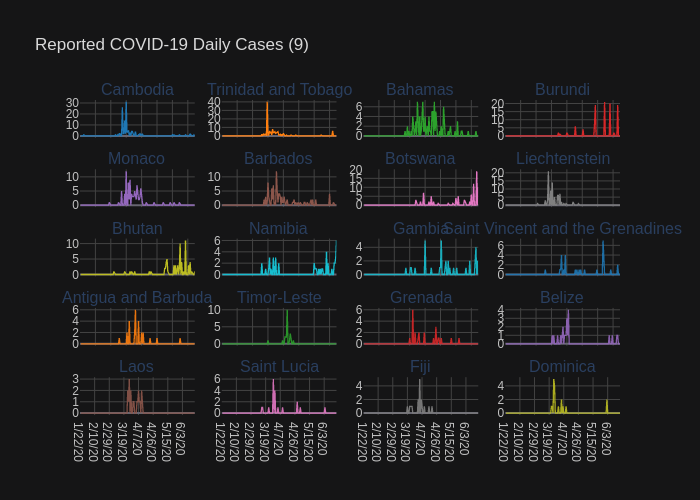 Reported COVID-19 Daily Cases (9)
Cambodia Trinidad and Tobago Bahamas Burundi
30 20 10 0
40 30 20 10 0
6 4 2 0
20 15 10 5 0
Monaco Barbados Botswana Liechtenstein
10 5 0
10 5 0
20 15 10 5 0
20 15 10 5 0
Bhutan Namibia Gambia Saint Vincent and the Grenadines
10 5 0
6 4 2 0
4 2 0
6 4 2 0
Antigua and Barbuda Timor-Leste Grenada Belize
6 4 2 0
10 5 0
6 4 2 0
4 3 2 1 0
Laos Saint Lucia Fiji Dominica
3 2 1 0
6 4 2 0
4 2 0
4 2 0
1/22/20 2/10/20 2/29/20 3/19/20 4/7/20 4/26/20 5/15/20 6/3/20
1/22/20 2/10/20 2/29/20 3/19/20 4/7/20 4/26/20 5/15/20 6/3/20
1/22/20 2/10/20 2/29/20 3/19/20 4/7/20 4/26/20 5/15/20 6/3/20
1/22/20 2/10/20 2/29/20 3/19/20 4/7/20 4/26/20 5/15/20 6/3/20